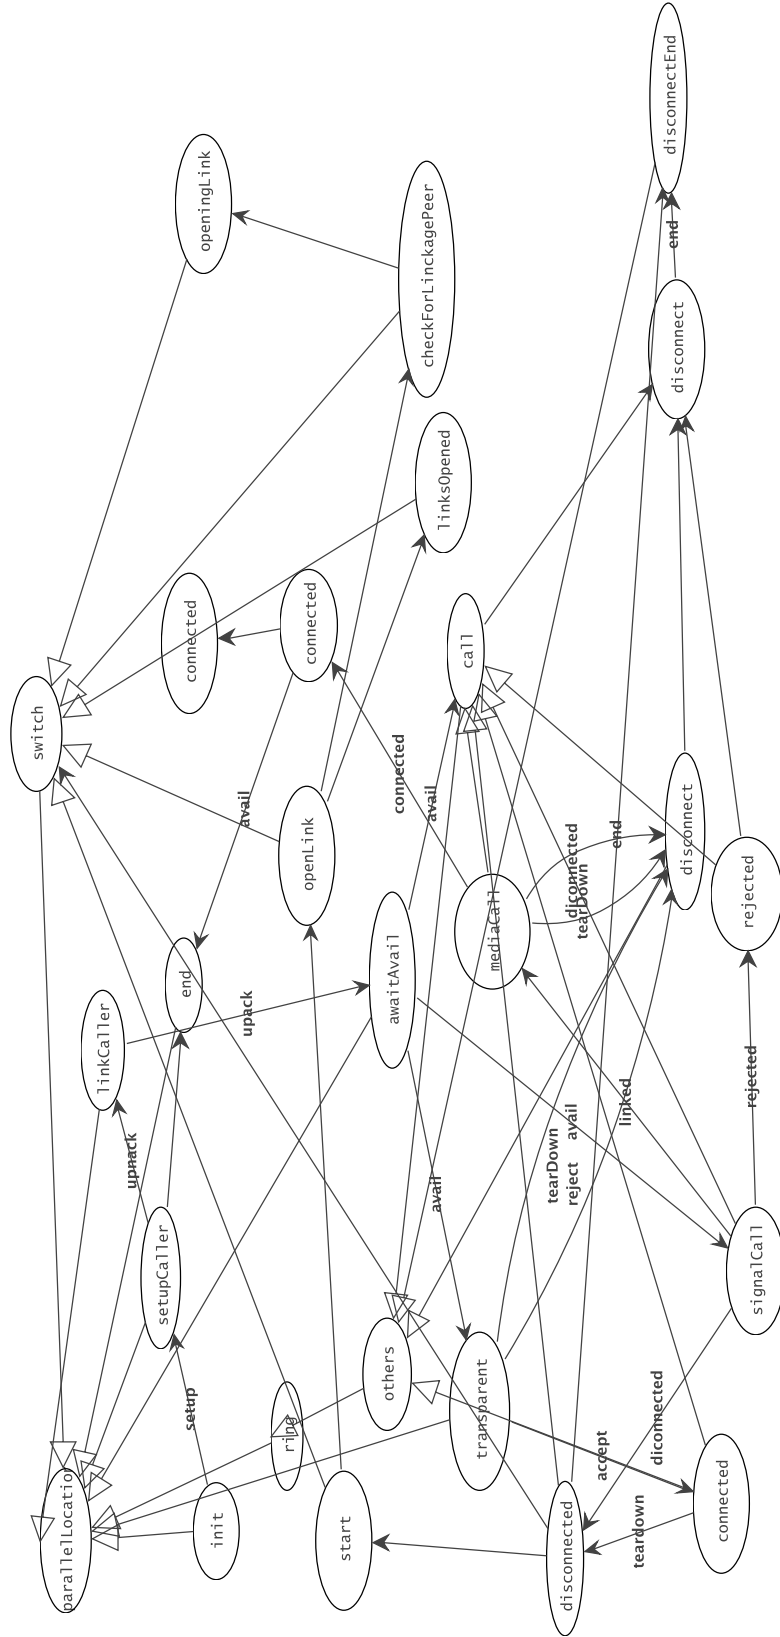 disconnectEnd
openingLink
end
checkForLinckagePeer
disconnect
linksOpened
connected
connected
call
switch
connected
avail
avail
openLink
end
diconnected
tearDown
disconnect
rejected
mediaCall
awaitAvail
end
linkCaller
upack
upnack
linked
avail
rejected
tearDown
reject
avail
setupCaller
signalCall
others
transparent
setup
ring
diconnected
accept
connected
parallelLocation
init
start
disconnected
teardown